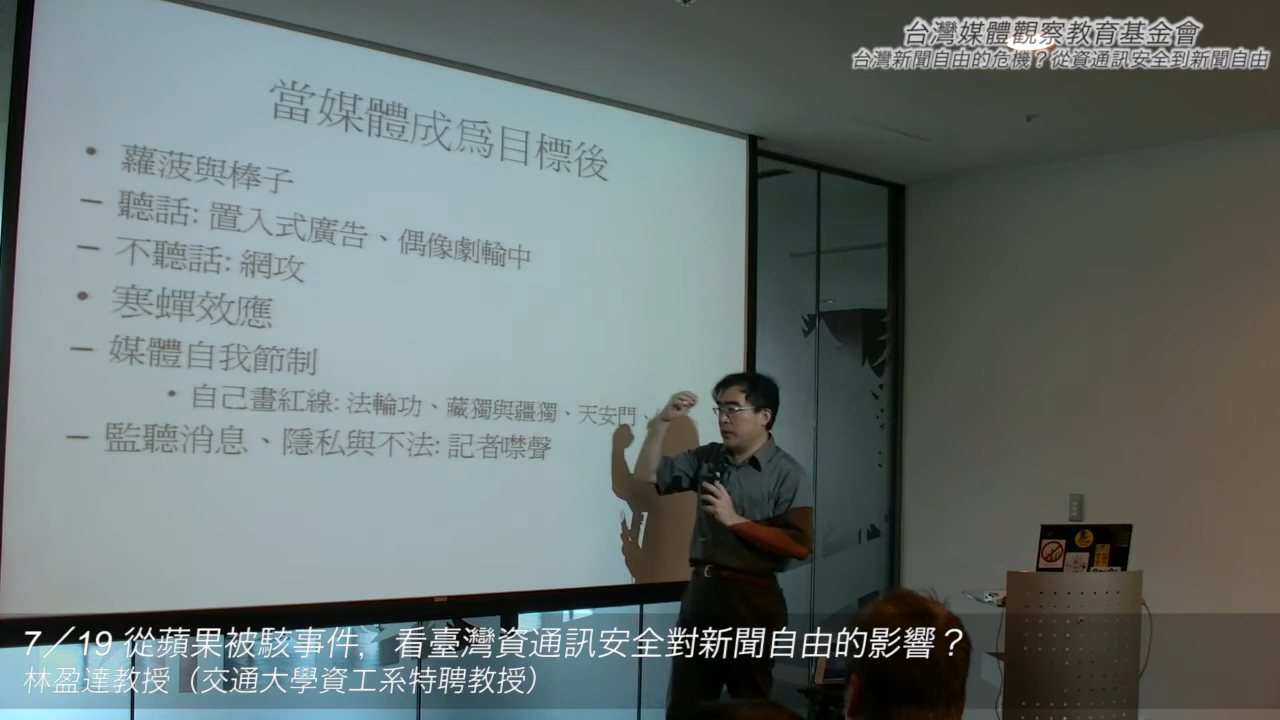 台灣媒體觀察教育基金會
台灣新聞自由的危機？從資通訊安全到新聞自由
當媒體成為目標後
• 蘿菠與棒子
– 聽話: 置入式廣告、偶像劇輸中
– 不聽話: 網攻
• 寒蟬效應
– 媒體自我節制
• 自己畫紅線: 法輪功、藏獨與疆獨、天安門、
– 監聽消息、隱私與不法: 記者噤聲
7／19 從蘋果被駭事件，看臺灣資通訊安全對新聞自由的影響？
林盈達教授（交通大學資工系特聘教授）